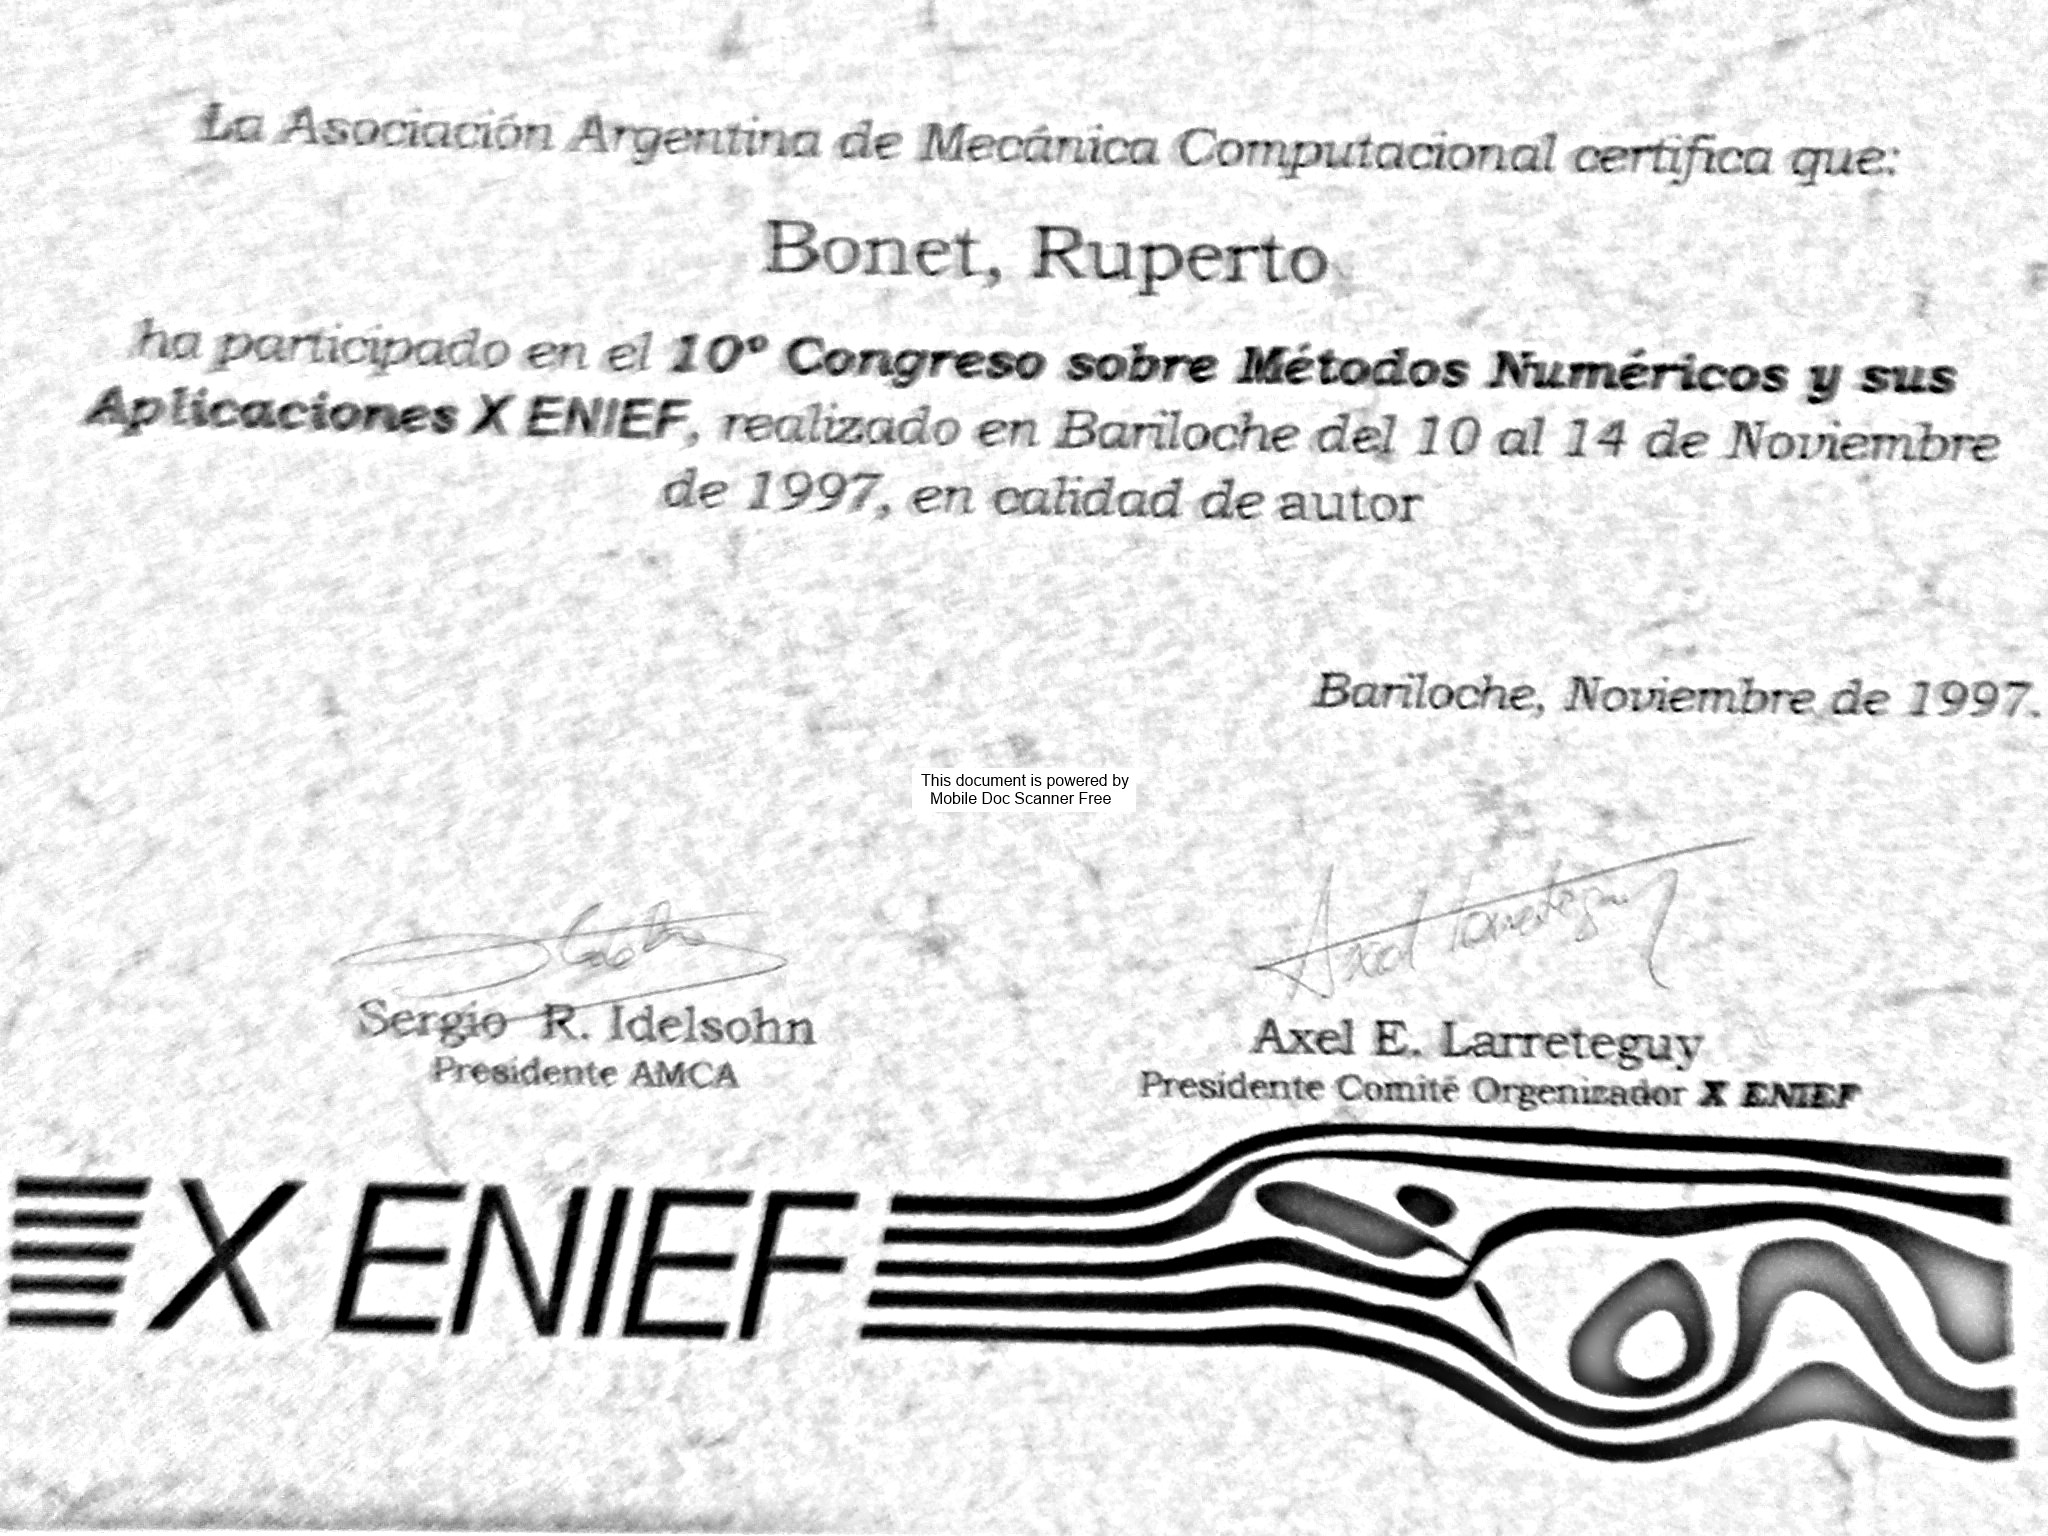 La Asociación Argentina de Mecánica Computacional certifica que:
Bonet, Ruperto
ha participado en el 10° Congreso sobre Métodos Numéricos y sus
Aplicaciones X ENIEF, realizado en Bariloche del 10 al 14 de Noviembre
de 1997, en calidad de autor
Bariloche, Noviembre de 1997.
This document is powered by
Mobile Doc Scanner Free
Axel Larreteguy
Sergio R. Idelsohn
Presidente AMCA
Axel E. Larreteguy
Presidente Comité Orgenizador X ENIEF
X ENIEF